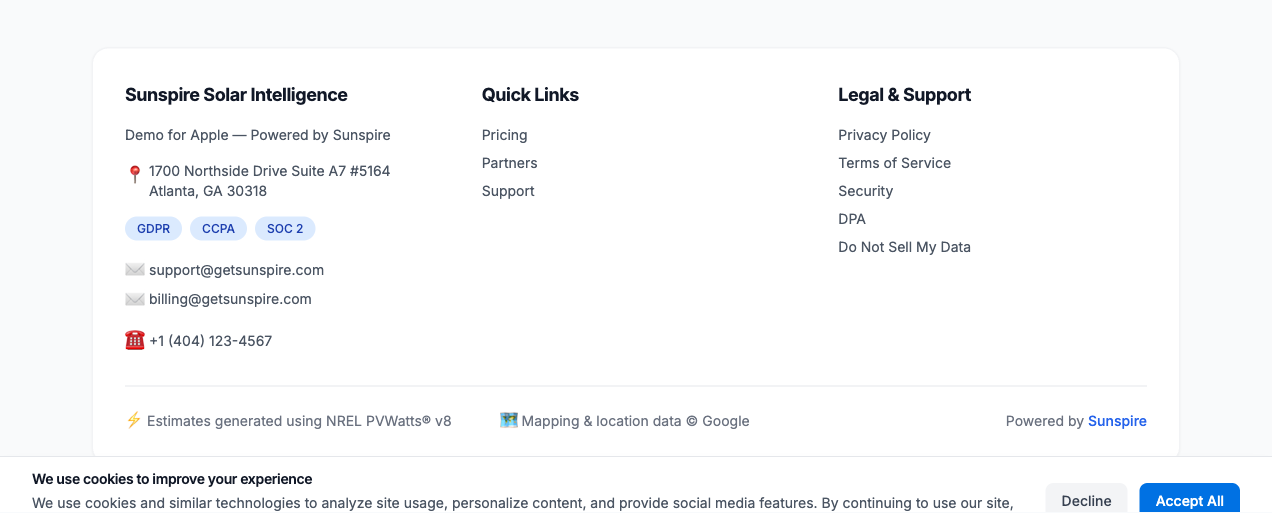 Sunspire Solar Intelligence
Demo for Apple — Powered by Sunspire
1700 Northside Drive Suite A7 #5164
Atlanta, GA 30318
GDPR CCPA SOC 2
support@getsunspire.com
billing@getsunspire.com
+1 (404) 123-4567
Quick Links
Pricing
Partners
Support
Legal & Support
Privacy Policy
Terms of Service
Security
DPA
Do Not Sell My Data
Estimates generated using NREL PVWatts® v8
Mapping & location data © Google
Powered by Sunspire
We use cookies to improve your experience
We use cookies and similar technologies to analyze site usage, personalize content, and provide social media features. By continuing to use our site,
Decline
Accept All